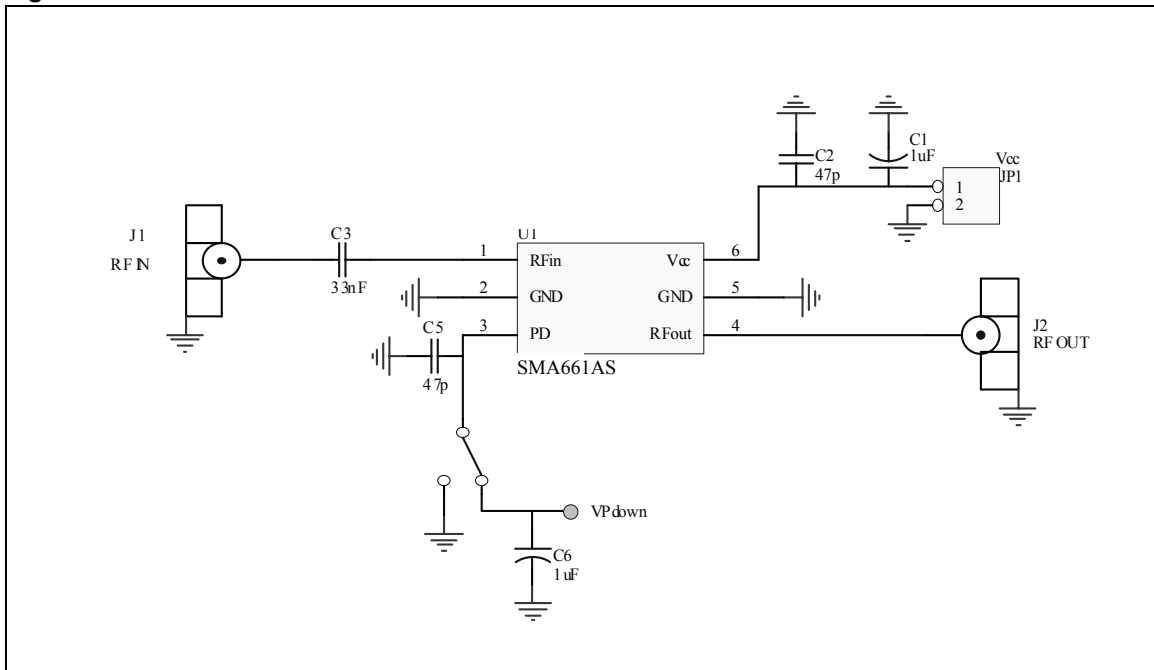 C1
1uF
C2
47p
Vcc
JP1
1
2
J1
RF IN
C3
33nF
U1
1
RFin
Vcc
6
2
GND
GND
5
3
PD
RFout
4
SMA661AS
C5
47p
J2
RF OUT
VPdown
C6
1uF